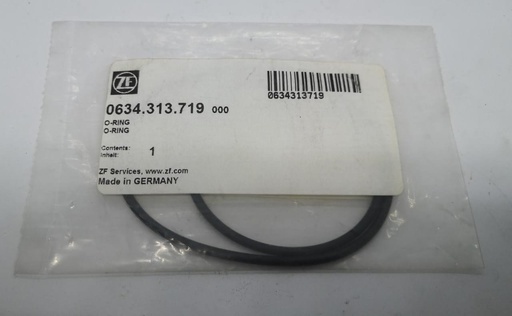 ZF
0634313719
0634.313.719 000
O-RING
O-RING
Contents:
Inhalt: 1
ZF Services, www.zf.com
Made in GERMANY